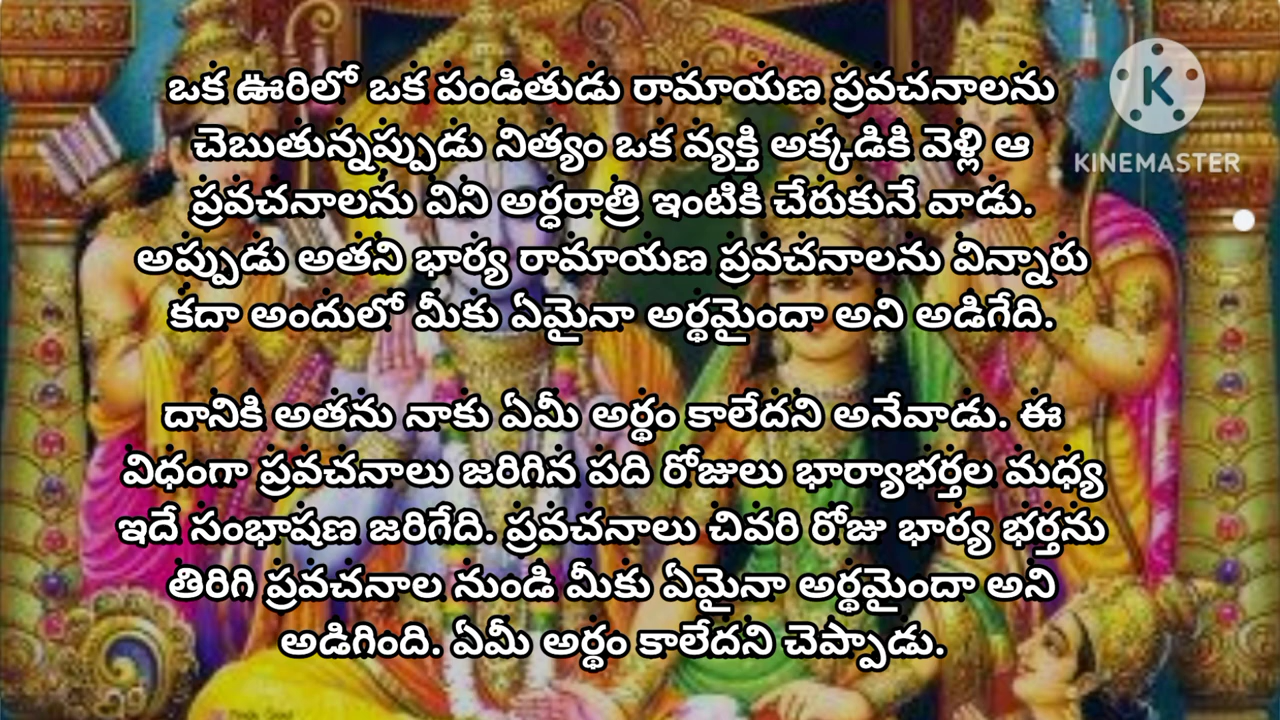 ఒక ఊరిలో ఒక పండితుడు రామాయణ ప్రవచనాలను
చెబుతున్నప్పుడు నిత్యం ఒక వ్యక్తి అక్కడికి వెళ్లి ఆ
ప్రవచనాలను విని అర్ధరాత్రి ఇంటికి చేరుకునే వాడు.
అప్పుడు అతని భార్య రామాయణ ప్రవచనాలను విన్నారు
కదా అందులో మీకు ఏమైనా అర్థమైందా అని అడిగేది.
దానికి అతను నాకు ఏమీ అర్థం కాలేదని అనేవాడు. ఈ
విధంగా ప్రవచనాలు జరిగిన పది రోజులు భార్యాభర్తల మధ్య
ఇదే సంభాషణ జరిగేది. ప్రవచనాలు చివరి రోజు భార్య భర్తను
తిరిగి ప్రవచనాల నుండి మీకు ఏమైనా అర్థమైందా అని
అడిగింది. ఏమీ అర్థం కాలేదని చెప్పాడు.
K
KINEMASTER